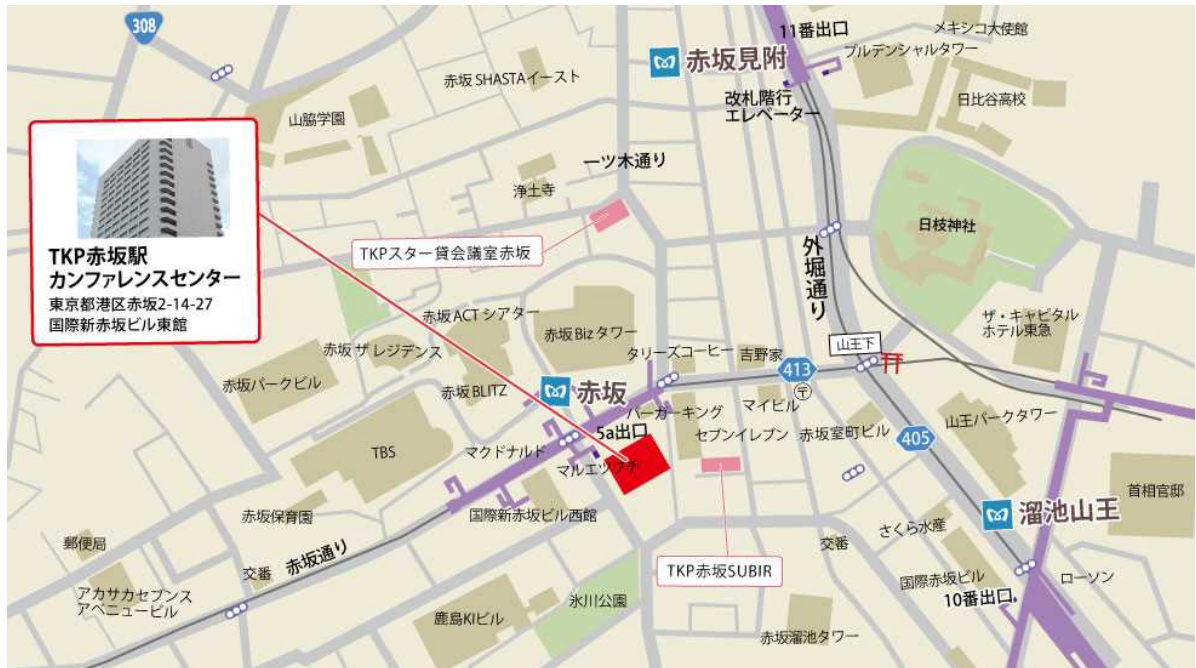 308
11番出口
メキシコ大使館
プルデンシャルタワー
赤坂見附
赤坂 SHASTAイースト
改札階行
エレベーター
日比谷高校
山脇学園
一ツ木通り
浄土寺
日枝神社
TKPスター貸会議室赤坂
外堀通り
TKP赤坂駅
カンファレンスセンター
東京都港区赤坂2-14-27
国際新赤坂ビル東館
赤坂 ACT シアター
赤坂 Biz タワー
ザ・キャピタル
ホテル東急
赤坂 ザ レジデンス
タリーズコーヒー
吉野家
山王下
413
赤坂パークビル
赤坂 BLITZ
赤坂
バーガーキング
マイビル
5a出口
セブンイレブン
赤坂室町ビル
405
山王パークタワー
TBS
マクドナルド
マルエツプチ
首相官邸
赤坂保育園
国際新赤坂ビル西館
溜池山王
郵便局
赤坂通り
さくら水産
交番
交番
TKP赤坂SUBIR
国際赤坂ビル
ローソン
アカサカセブンス
アベニュービル
氷川公園
10番出口
鹿島KIビル
赤坂溜池タワー